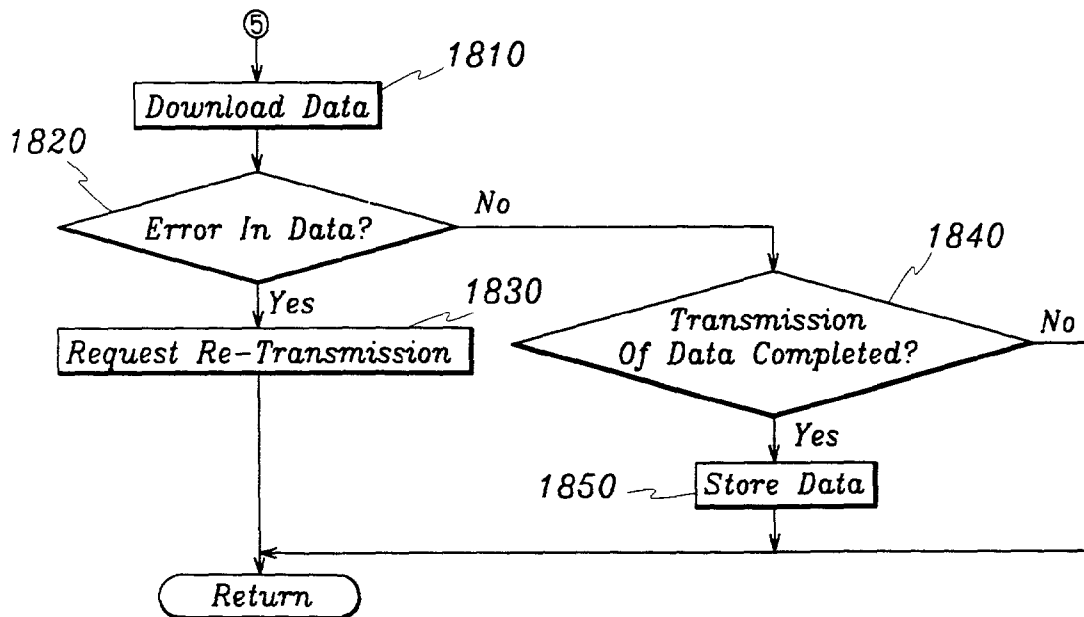 5
1810
Download Data
1820
Error In Data?
No
1840
Yes
1830
Transmission
Of Data Completed?
No
Request Re-Transmission
Yes
1850
Store Data
Return